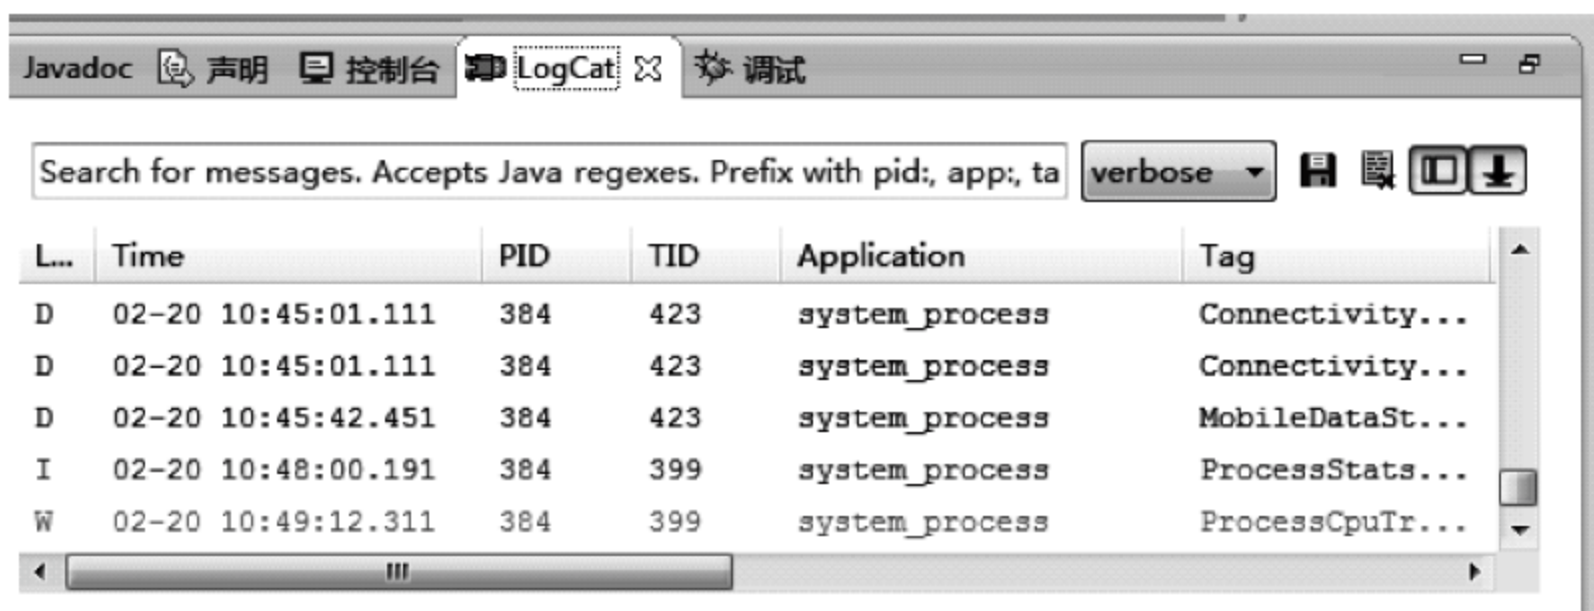 Javadoc 声明 控制台 LogCat 调试
Search for messages. Accepts Java regexes. Prefix with pid:, app:, ta verbose
L... Time PID TID Application Tag
D 02-20 10:45:01.111 384 423 system_process Connectivity...
D 02-20 10:45:01.111 384 423 system_process Connectivity...
D 02-20 10:45:42.451 384 423 system_process MobileDataSt...
I 02-20 10:48:00.191 384 399 system_process ProcessStats...
W 02-20 10:49:12.311 384 399 system_process ProcessCpuTr...